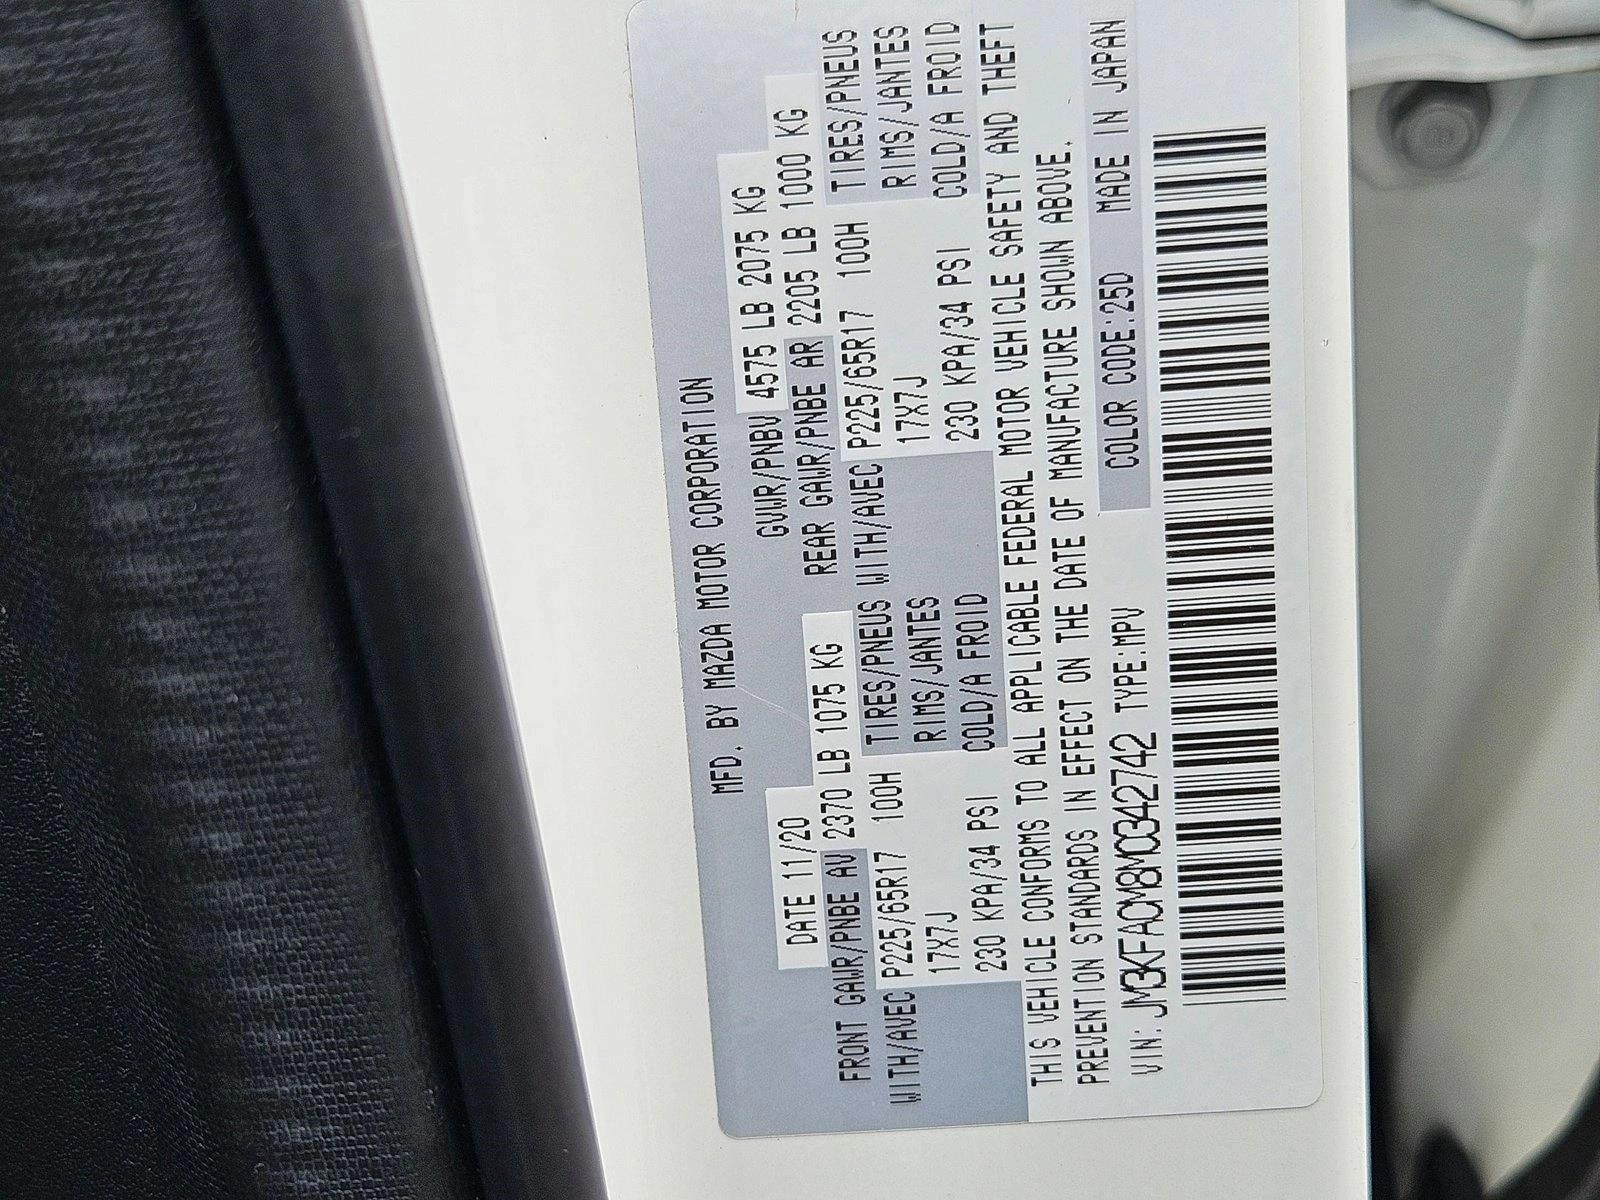 MFD. BY MAZDA MOTOR CORPORATION
DATE 11/20 GVWR/PNBV 4575 LB 2075 KG
FRONT GAWR/PNBE AV 2370 LB 1075 KG REAR GAWR/PNBE AR 2205 LB 1000 KG
WITH/AVEC P225/65R17 100H TIRES/PNEUS WITH/AVEC P225/65R17 100H TIRES/PNEUS
17X7J RIMS/JANTES 17X7J RIMS/JANTES
230 KPA/34 PSI COLD/A FROID 230 KPA/34 PSI COLD/A FROID
THIS VEHICLE CONFORMS TO ALL APPLICABLE FEDERAL MOTOR VEHICLE SAFETY AND THEFT
PREVENTION STANDARDS IN EFFECT ON THE DATE OF MANUFACTURE SHOWN ABOVE.
VIN: JM3KFACM8M0342742 TYPE:MPV COLOR CODE:25D MADE IN JAPAN